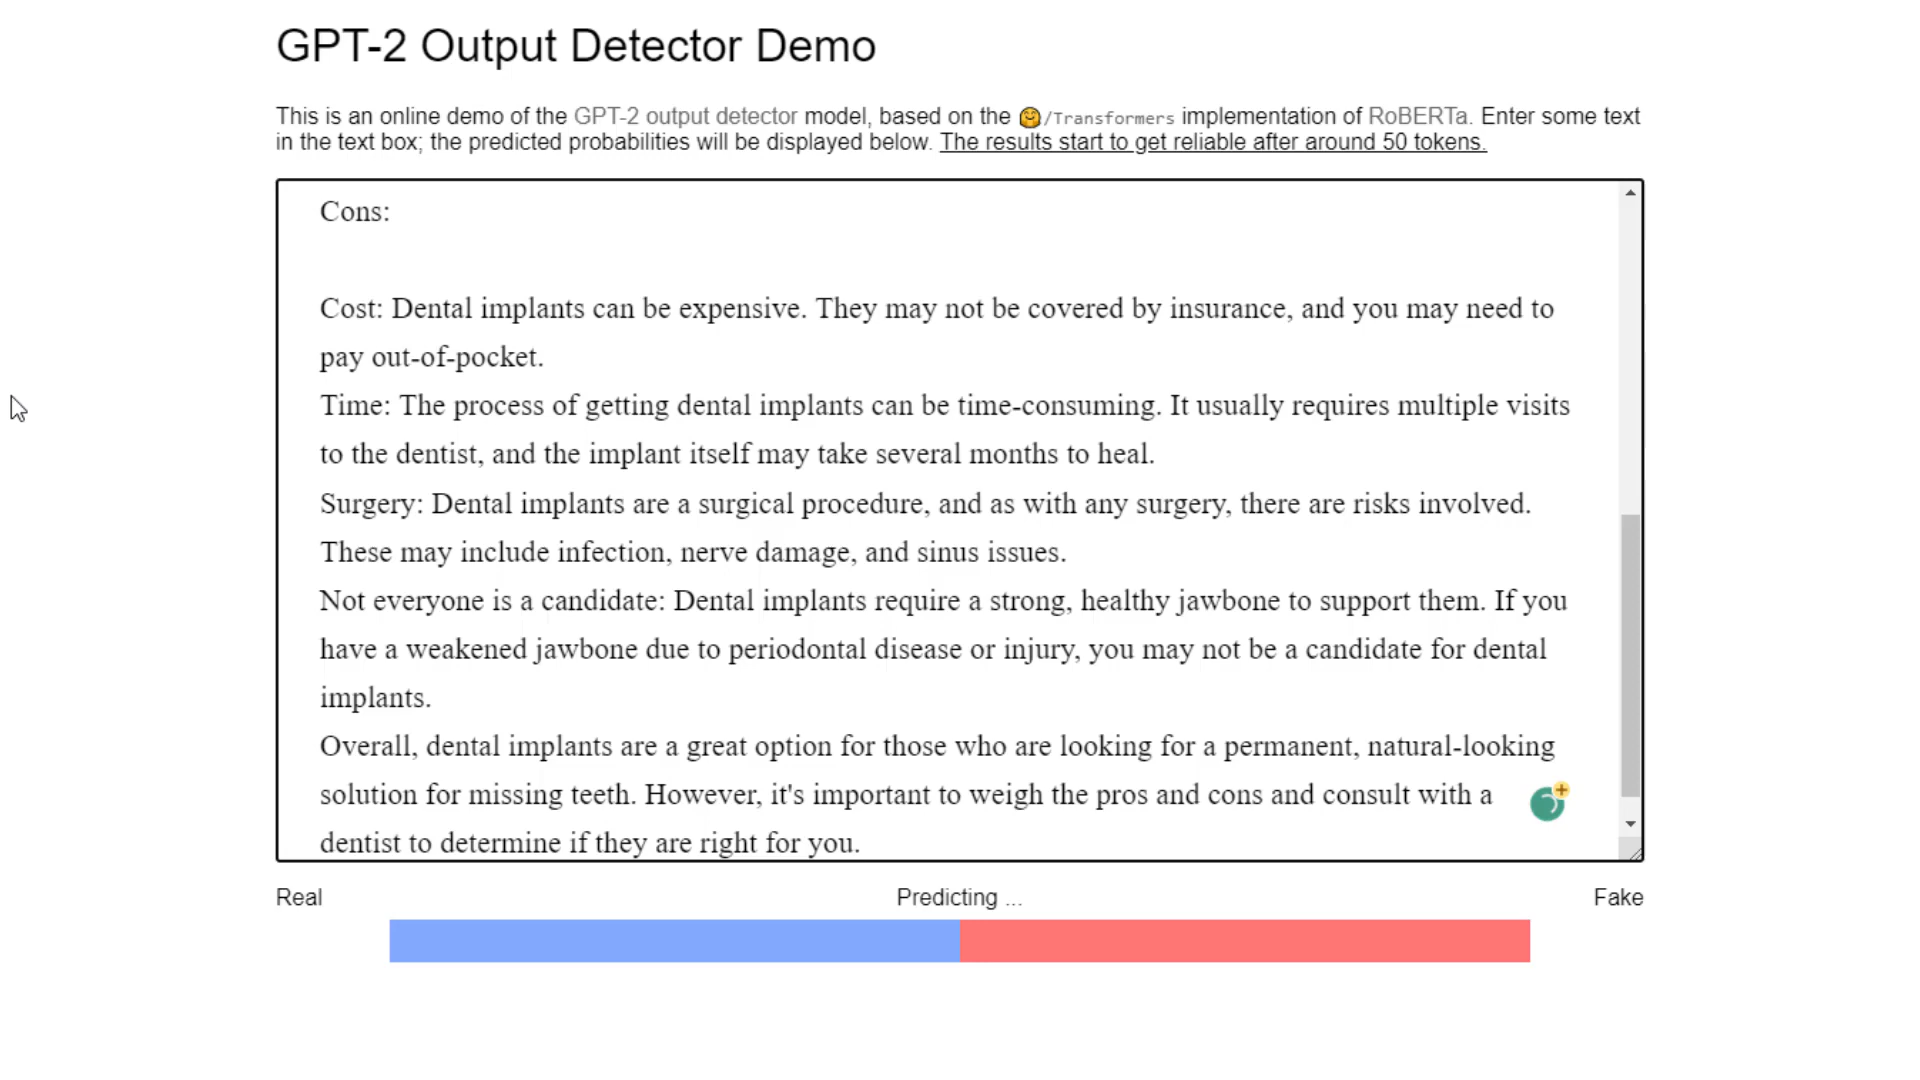 GPT-2 Output Detector Demo
This is an online demo of the GPT-2 output detector model, based on the 🤗/Transformers implementation of RoBERTa. Enter some text
in the text box; the predicted probabilities will be displayed below. The results start to get reliable after around 50 tokens.
Cons:
Cost: Dental implants can be expensive. They may not be covered by insurance, and you may need to
pay out-of-pocket.
Time: The process of getting dental implants can be time-consuming. It usually requires multiple visits
to the dentist, and the implant itself may take several months to heal.
Surgery: Dental implants are a surgical procedure, and as with any surgery, there are risks involved.
These may include infection, nerve damage, and sinus issues.
Not everyone is a candidate: Dental implants require a strong, healthy jawbone to support them. If you
have a weakened jawbone due to periodontal disease or injury, you may not be a candidate for dental
implants.
Overall, dental implants are a great option for those who are looking for a permanent, natural-looking
solution for missing teeth. However, it's important to weigh the pros and cons and consult with a
dentist to determine if they are right for you.
Real Predicting ... Fake